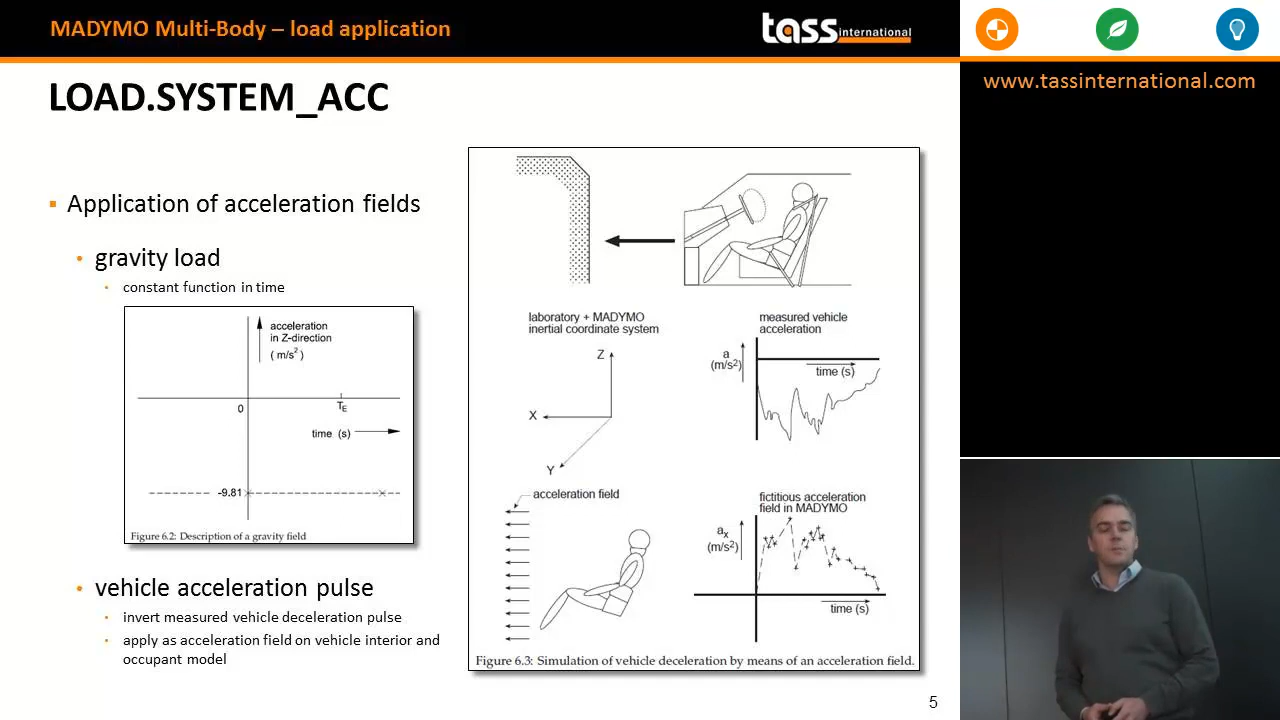 MADYMO Multi-Body – load application
tass international
www.tassinternational.com
LOAD.SYSTEM_ACC
▪ Application of acceleration fields
• gravity load
• constant function in time
acceleration
in Z-direction
( m/s² )
0
TE
time (s)
-9.81
Figure 6.2: Description of a gravity field
• vehicle acceleration pulse
• invert measured vehicle deceleration pulse
• apply as acceleration field on vehicle interior and
occupant model
laboratory + MADYMO
inertial coordinate system
Z
X
Y
measured vehicle
acceleration
a
(m/s²)
time (s)
acceleration field
fictitious acceleration
field in MADYMO
ax
(m/s²)
time (s)
Figure 6.3: Simulation of vehicle deceleration by means of an acceleration field.
5